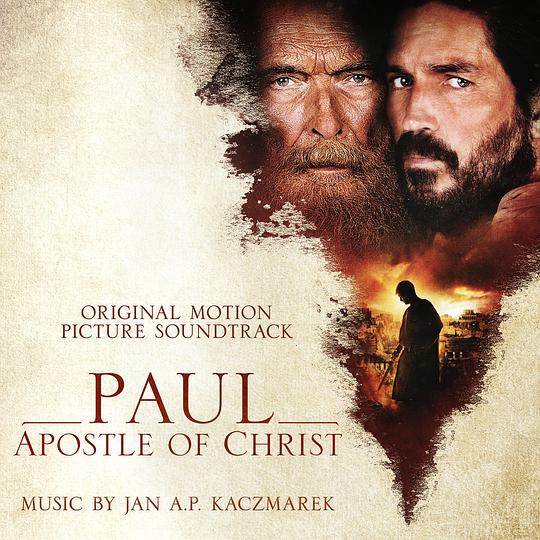 ORIGINAL MOTION
PICTURE SOUNDTRACK
PAUL
APOSTLE OF CHRIST
MUSIC BY JAN A.P. KACZMAREK